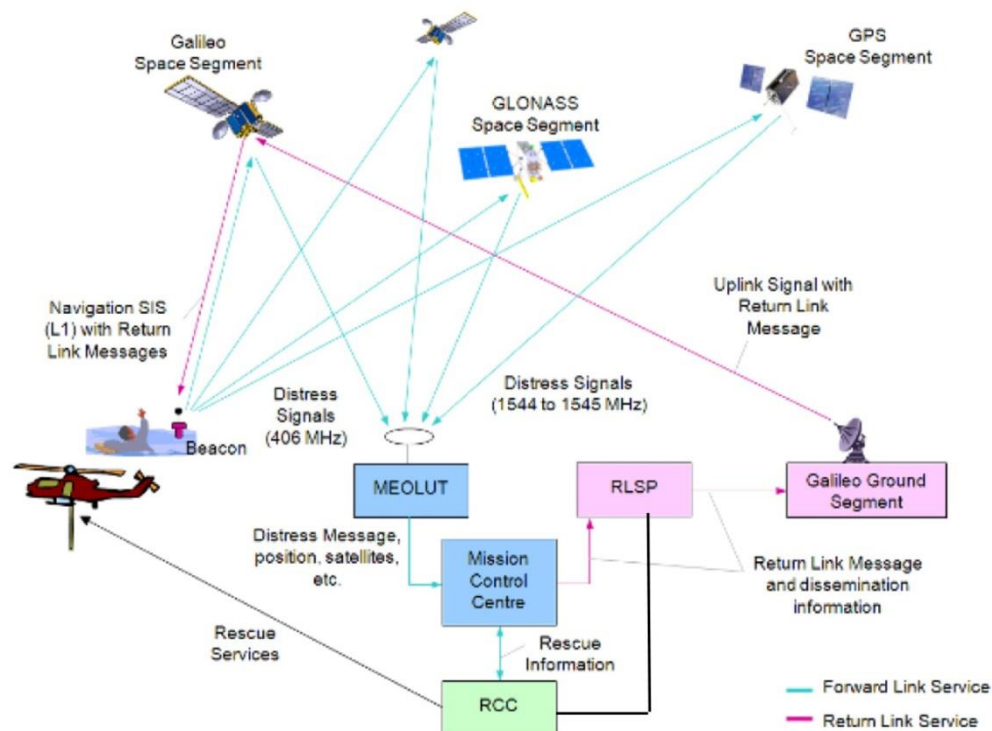 Galileo
Space Segment
GPS
Space Segment
GLONASS
Space Segment
Navigation SIS
(L1) with Return
Link Messages
Uplink Signal with
Return Link
Message
Distress
Signals
(406 MHz)
Distress Signals
(1544 to 1545 MHz)
Beacon
MEOLUT
RLSP
Galileo Ground
Segment
Distress Message,
position, satellites,
etc.
Mission
Control
Centre
Return Link Message
and dissemination
information
Rescue
Services
Rescue
Information
RCC
Forward Link Service
Return Link Service